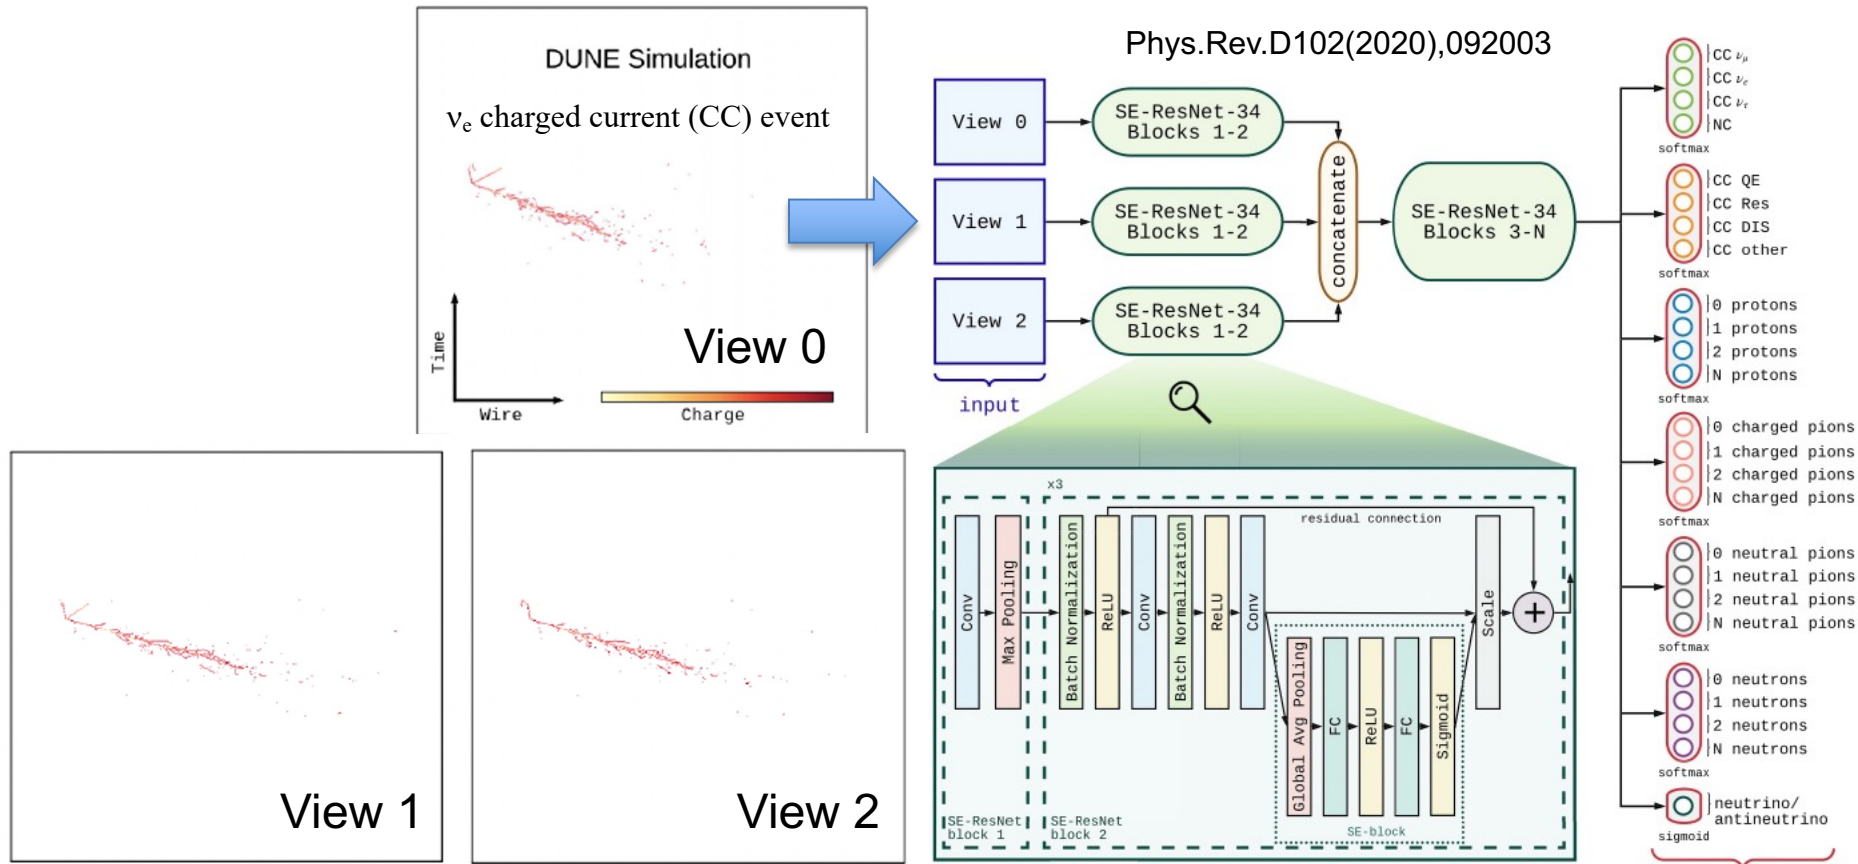 DUNE Simulation
νe charged current (CC) event
Time
Wire
Charge
View 0
View 1
View 2
Phys.Rev.D102(2020),092003
View 0
View 1
View 2
input
SE-ResNet-34
Blocks 1-2
SE-ResNet-34
Blocks 1-2
SE-ResNet-34
Blocks 1-2
concatenate
SE-ResNet-34
Blocks 3-N
x3
residual connection
Conv
Max Pooling
Batch Normalization
ReLU
Conv
Batch Normalization
ReLU
Conv
Global Avg Pooling
FC
ReLU
FC
Sigmoid
Scale
+
SE-block
SE-ResNet
block 1
SE-ResNet
block 2
CC νμ
CC νe
CC ντ
NC
softmax
CC QE
CC Res
CC DIS
CC other
softmax
0 protons
1 protons
2 protons
N protons
softmax
0 charged pions
1 charged pions
2 charged pions
N charged pions
softmax
0 neutral pions
1 neutral pions
2 neutral pions
N neutral pions
softmax
0 neutrons
1 neutrons
2 neutrons
N neutrons
softmax
neutrino/
antineutrino
sigmoid